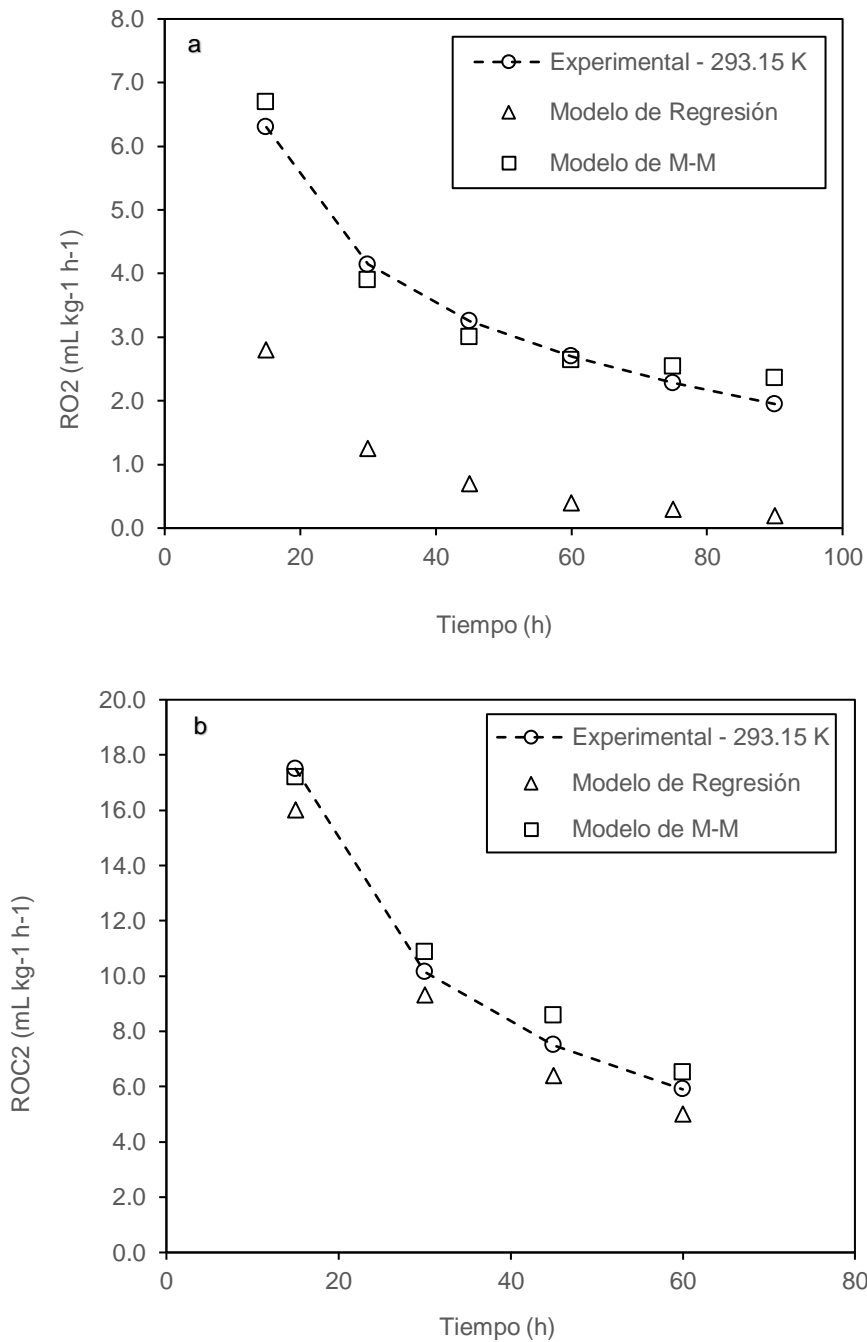 a
Experimental - 293.15 K
Modelo de Regresión
Modelo de M-M
8.0
7.0
6.0
5.0
4.0
3.0
2.0
1.0
0.0
RO2 (mL kg-1 h-1)
0 20 40 60 80 100
Tiempo (h)
b
Experimental - 293.15 K
Modelo de Regresión
Modelo de M-M
20.0
18.0
16.0
14.0
12.0
10.0
8.0
6.0
4.0
2.0
0.0
ROC2 (mL kg-1 h-1)
0 20 40 60 80
Tiempo (h)